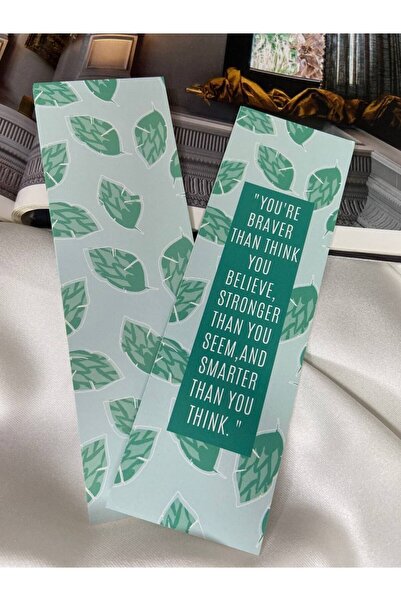 "YOU'RE
BRAVER
THAN THINK
YOU
BELIEVE,
STRONGER
THAN YOU
SEEM,AND
SMARTER
THAN YOU
THINK. "